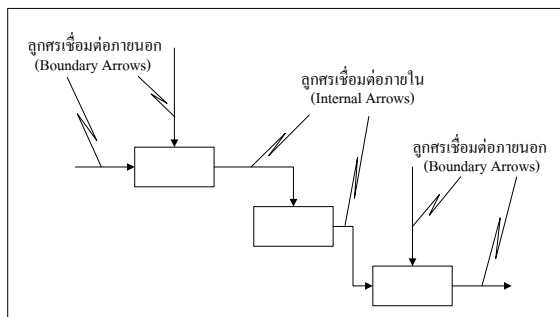 ลูกศรเชื่อมต่อภายนอก
(Boundary Arrows)
ลูกศรเชื่อมต่อภายใน
(Internal Arrows)
ลูกศรเชื่อมต่อภายนอก
(Boundary Arrows)